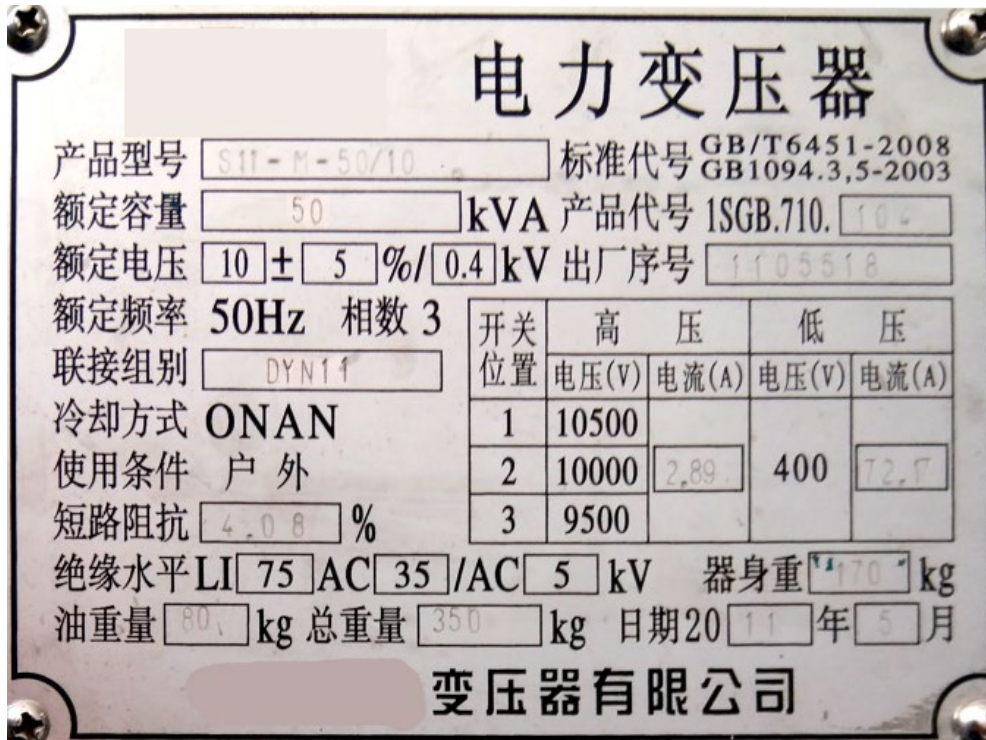 电力变压器
产品型号 S11-M-50/10 标准代号 GB/T6451-2008
GB1094.3,5-2003
额定容量 50 kVA 产品代号 1SGB.710.
额定电压 10 ± 5 %/ 0.4 kV 出厂序号 1105518
额定频率 50Hz 相数 3
联接组别 DYN11
冷却方式 ONAN
使用条件 户外
短路阻抗 4.08 %
开关位置 高压 低压
电压(V) 电流(A) 电压(V) 电流(A)
1 10500
2 10000 2.89 400 72.17
3 9500
绝缘水平 LI 75 AC 35 /AC 5 kV 器身重 170 kg
油重量 80 kg 总重量 350 kg 日期20 11 年 5 月
变压器有限公司